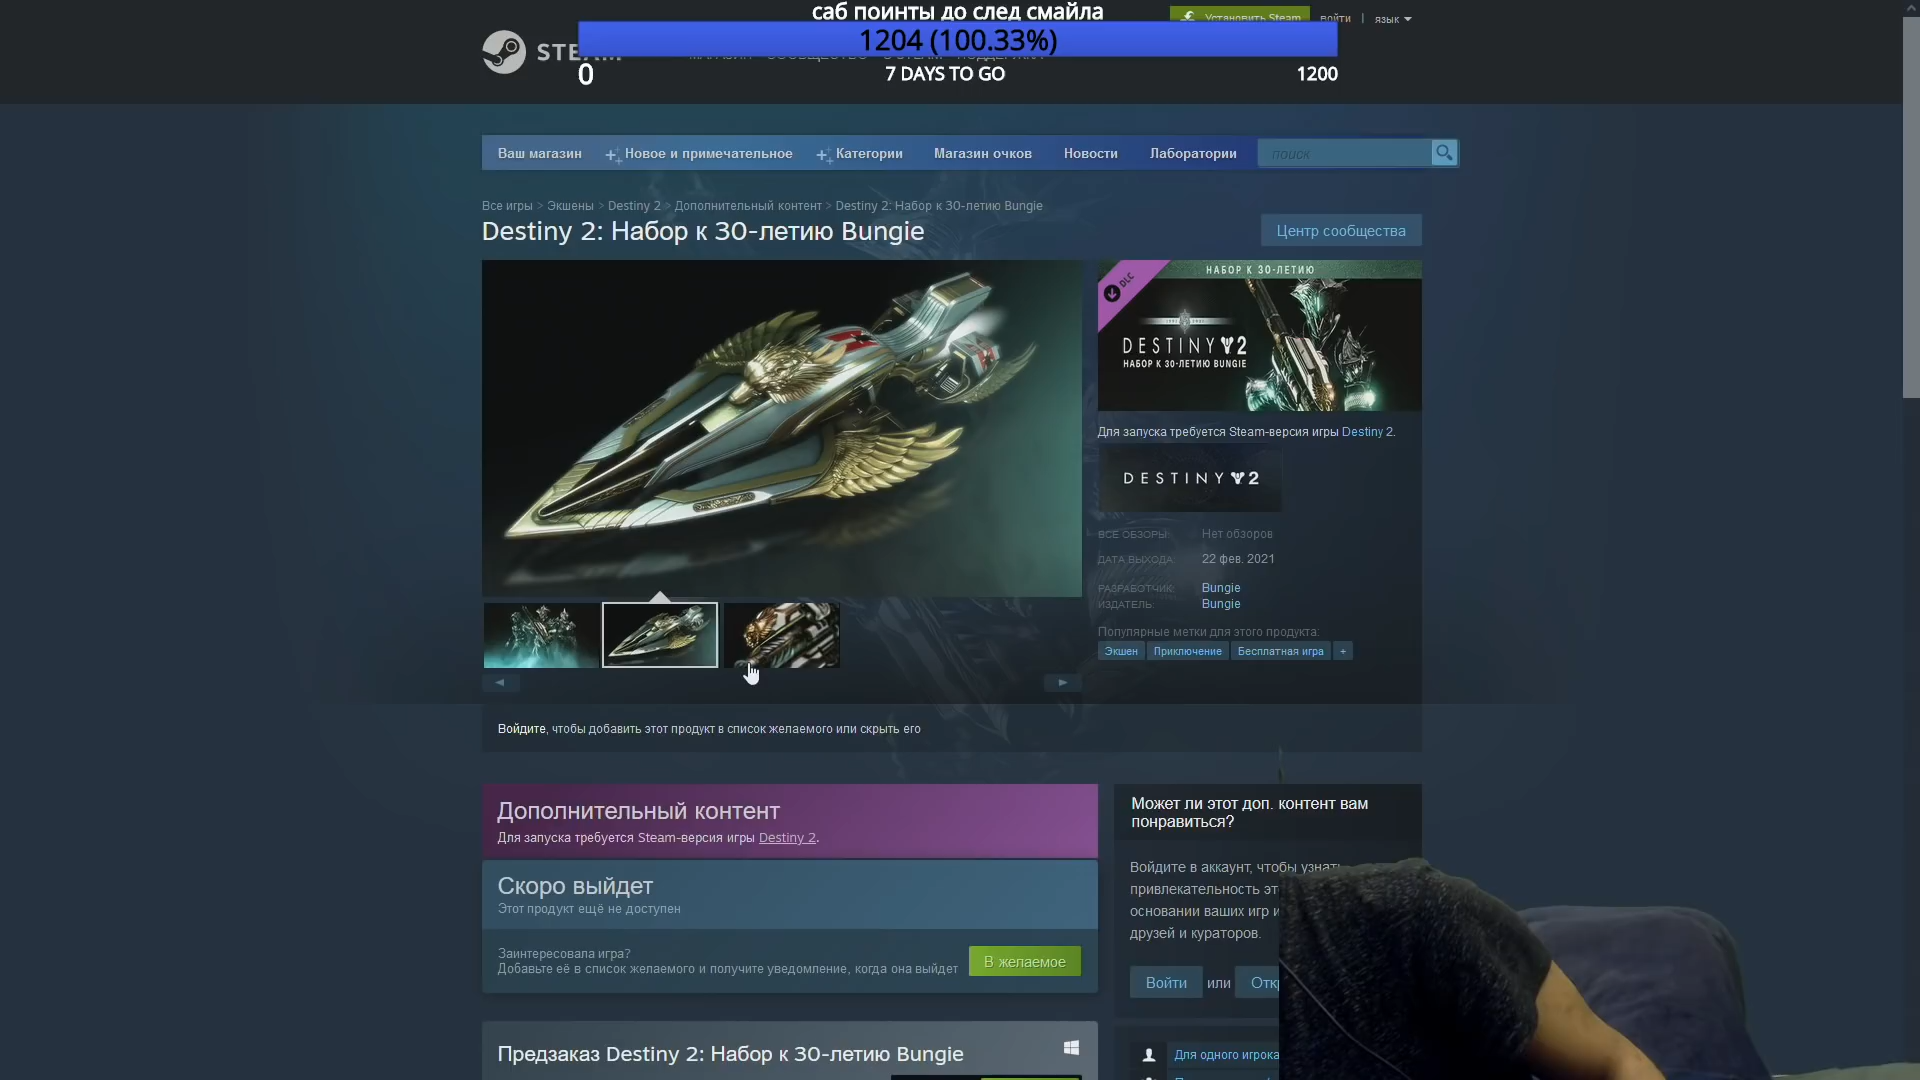 саб поинты до след смайла
1204 (100.33%)
0 7 DAYS TO GO 1200
Установить Steam войти | язык
Ваш магазин Новое и примечательное Категории Магазин очков Новости Лаборатории поиск
Все игры > Экшены > Destiny 2 > Дополнительный контент > Destiny 2: Набор к 30-летию Bungie
Destiny 2: Набор к 30-летию Bungie
Центр сообщества
НАБОР К 30-ЛЕТИЮ
DLC
DESTINY 2
НАБОР К 30-ЛЕТИЮ BUNGIE
Для запуска требуется Steam-версия игры Destiny 2.
DESTINY 2
ВСЕ ОБЗОРЫ: Нет обзоров
ДАТА ВЫХОДА: 22 фев. 2021
РАЗРАБОТЧИК: Bungie
ИЗДАТЕЛЬ: Bungie
Популярные метки для этого продукта:
Экшен Приключение Бесплатная игра +
Войдите, чтобы добавить этот продукт в список желаемого или скрыть его
Дополнительный контент
Для запуска требуется Steam-версия игры Destiny 2.
Скоро выйдет
Этот продукт ещё не доступен
Заинтересовала игра?
Добавьте её в список желаемого и получите уведомление, когда она выйдет
В желаемое
Предзаказ Destiny 2: Набор к 30-летию Bungie
Может ли этот доп. контент вам
понравиться?
Войдите в аккаунт, чтобы узнать
привлекательность эт
основании ваших игр и
друзей и кураторов.
Войти или Отк
Для одного игрока